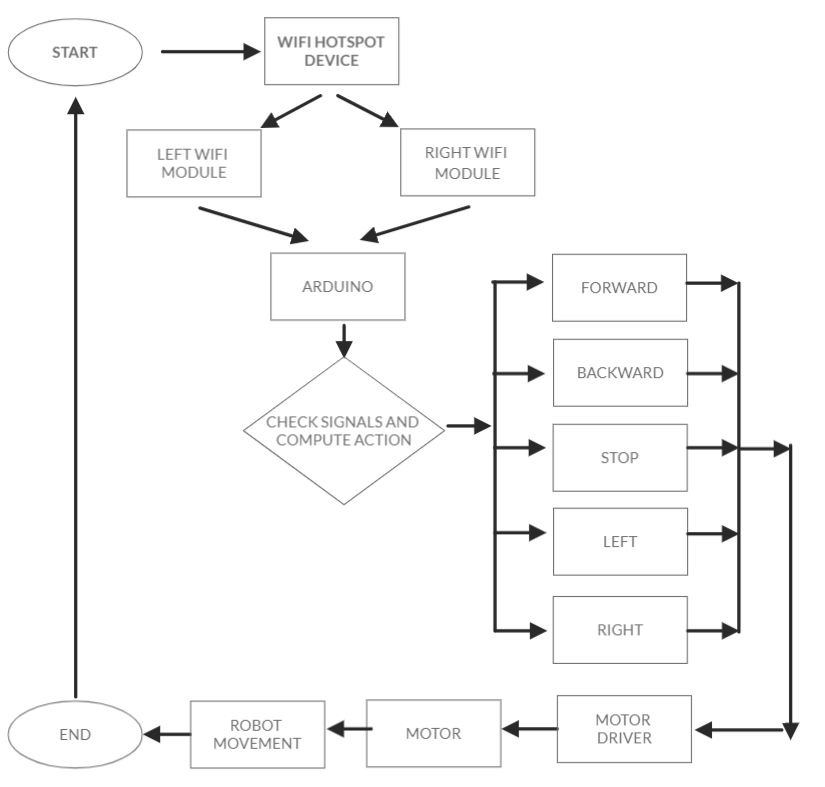 START
WIFI HOTSPOT
DEVICE
LEFT WIFI
MODULE
RIGHT WIFI
MODULE
ARDUINO
CHECK SIGNALS AND
COMPUTE ACTION
FORWARD
BACKWARD
STOP
LEFT
RIGHT
MOTOR
DRIVER
MOTOR
ROBOT
MOVEMENT
END